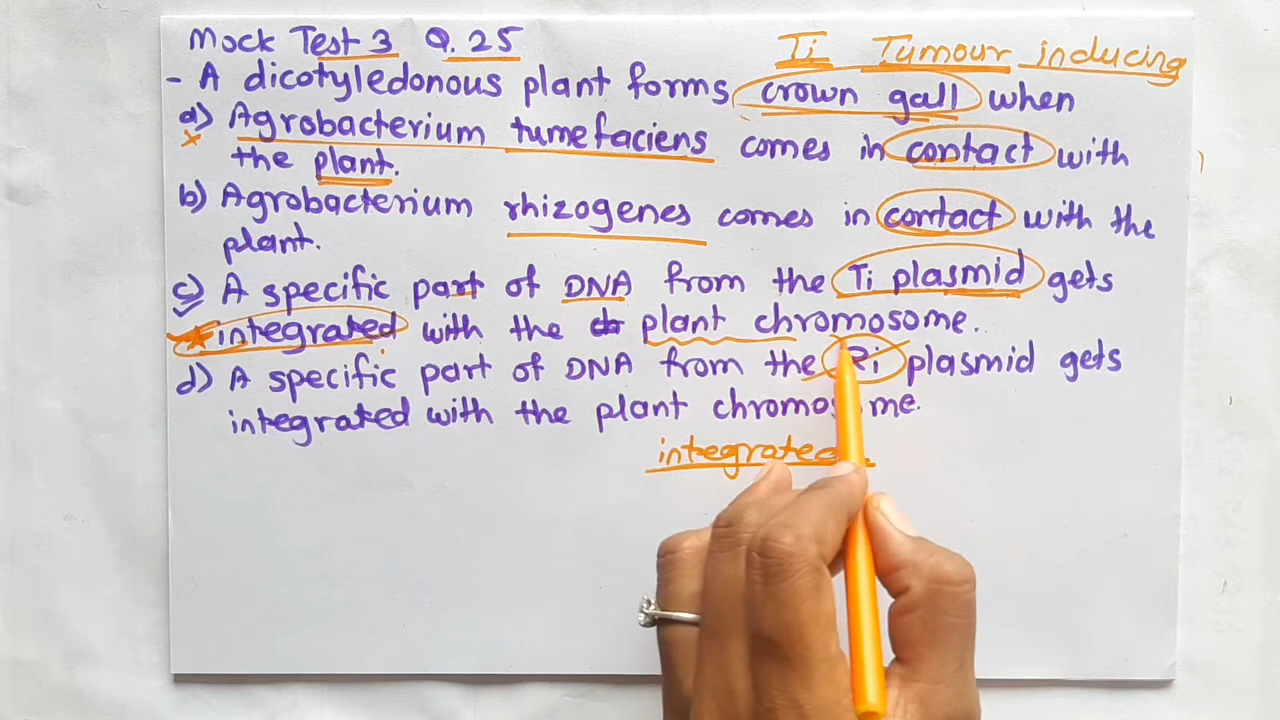 Mock Test 3 Q. 25
Ti Tumour inducing
- A dicotyledonous plant forms crown gall when
a) Agrobacterium tumefaciens comes in contact with
the plant.
b) Agrobacterium rhizogenes comes in contact with the
plant.
c) A specific part of DNA from the Ti plasmid gets
integrated with the plant chromosome.
d) A specific part of DNA from the Ri plasmid gets
integrated with the plant chromosome.
integrated